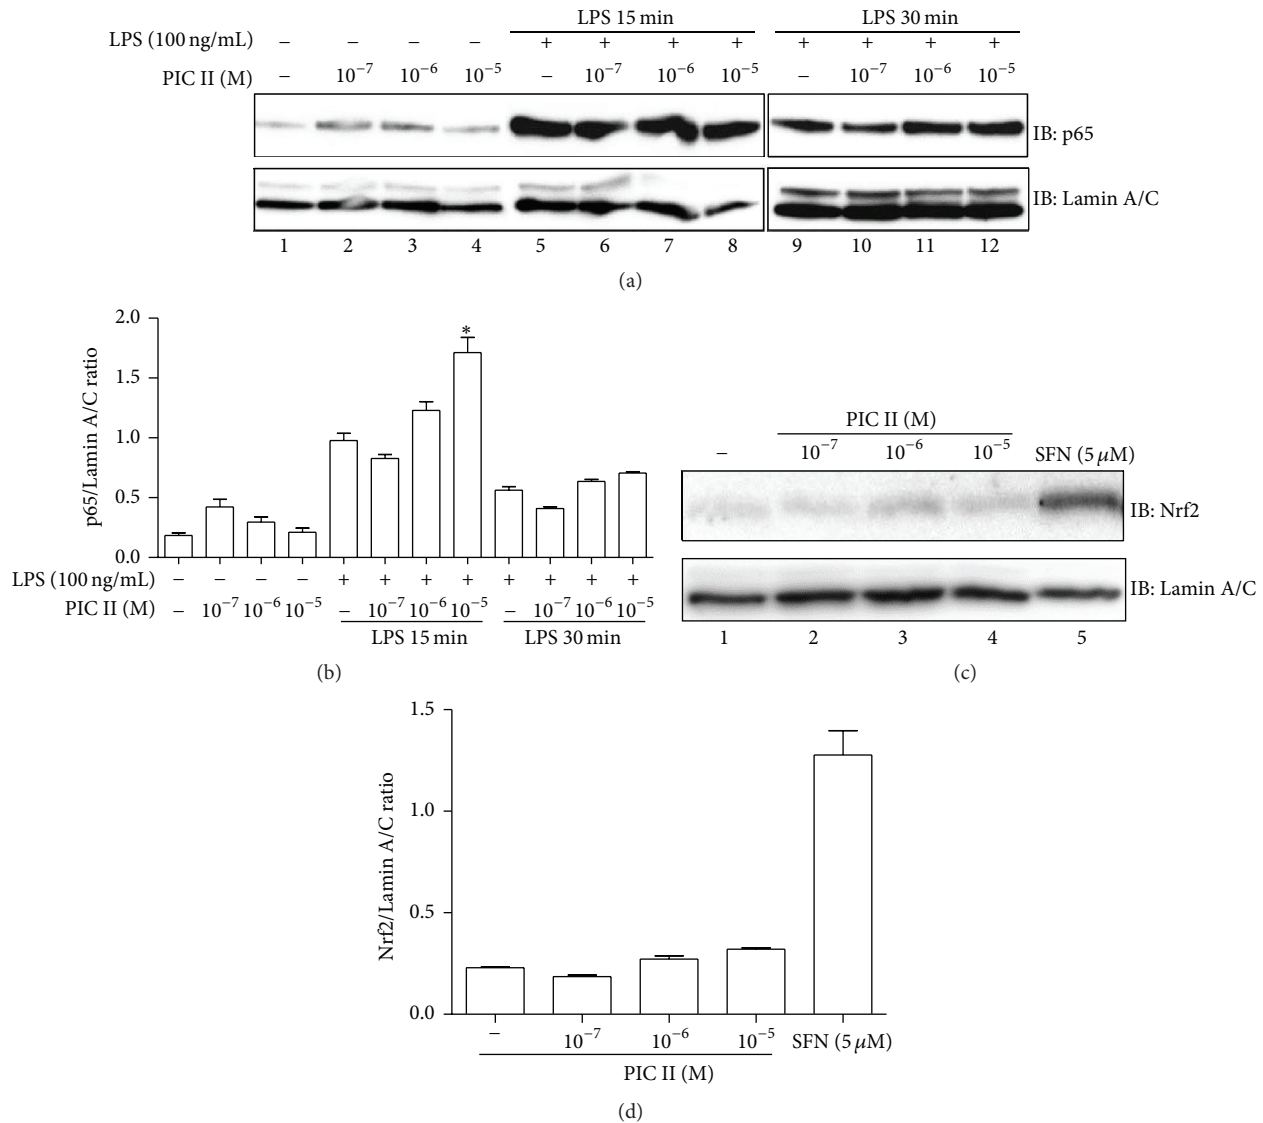 LPS 15 min LPS 30 min
LPS (100 ng/mL) − − − − + + + + + + + +
PIC II (M) − 10⁻⁷ 10⁻⁶ 10⁻⁵ − 10⁻⁷ 10⁻⁶ 10⁻⁵ − 10⁻⁷ 10⁻⁶ 10⁻⁵
IB: p65
IB: Lamin A/C
1 2 3 4 5 6 7 8 9 10 11 12
(a)
p65/Lamin A/C ratio
2.0
1.5
1.0
0.5
0.0
*
LPS (100 ng/mL) − − − − + + + + + + + +
PIC II (M) − 10⁻⁷ 10⁻⁶ 10⁻⁵ − 10⁻⁷ 10⁻⁶ 10⁻⁵ − 10⁻⁷ 10⁻⁶ 10⁻⁵
LPS 15 min LPS 30 min
(b)
PIC II (M)
− 10⁻⁷ 10⁻⁶ 10⁻⁵ SFN (5 μM)
IB: Nrf2
IB: Lamin A/C
1 2 3 4 5
(c)
Nrf2/Lamin A/C ratio
1.5
1.0
0.5
0.0
− 10⁻⁷ 10⁻⁶ 10⁻⁵ SFN (5 μM)
PIC II (M)
(d)